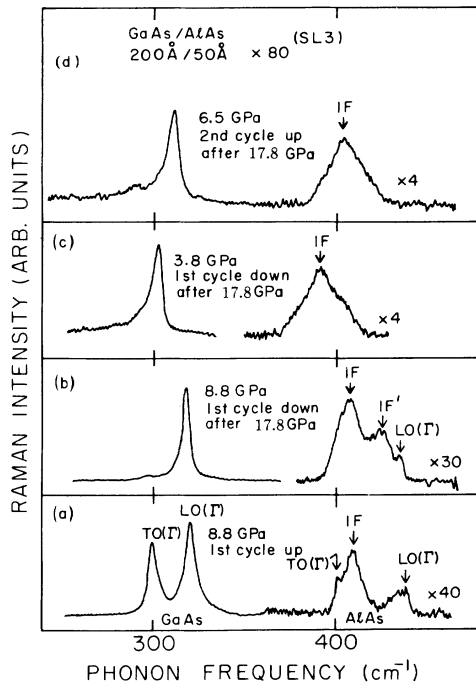 GaAs/AlAs (SL3)
200Å/50Å × 80
(d)
IF
6.5 GPa
2nd cycle up
after 17.8 GPa
×4
(c)
IF
3.8 GPa
1st cycle down
after 17.8 GPa
×4
(b)
IF
8.8 GPa
IF'
1st cycle down
LO(Γ)
after 17.8 GPa
×30
(a)
LO(Γ)
IF
TO(Γ)
8.8 GPa
1st cycle up
TO(Γ)
LO(Γ)
×40
GaAs
AlAs
300
400
PHONON FREQUENCY (cm⁻¹)
RAMAN INTENSITY (ARB. UNITS)